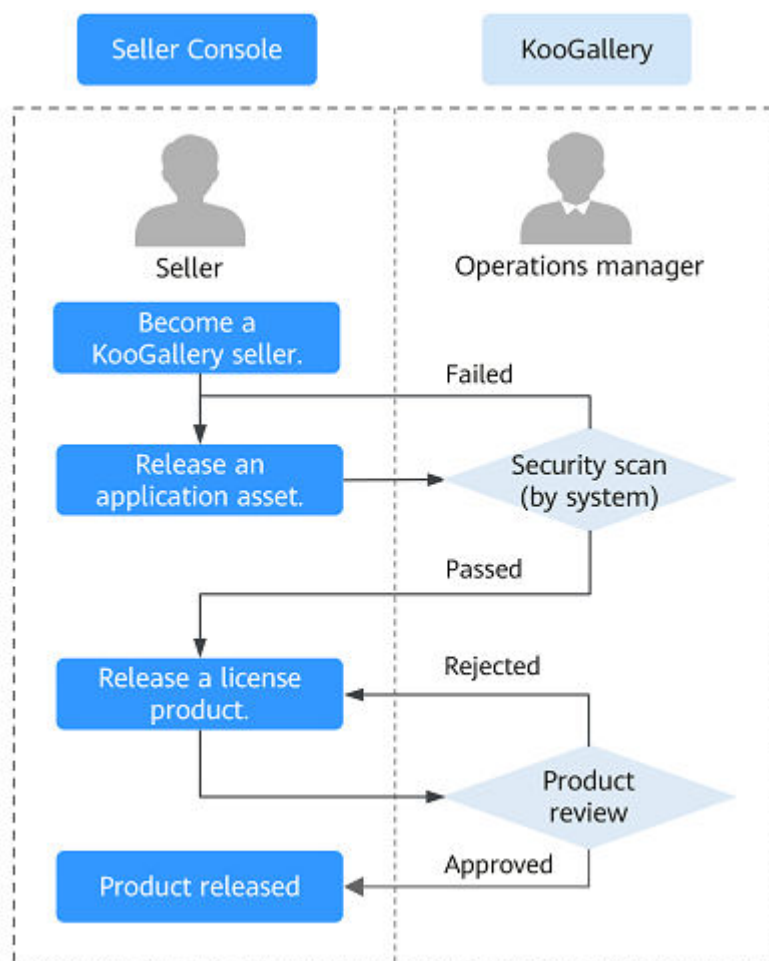 Seller Console
KooGallery
Seller
Operations manager
Become a
KooGallery seller.
Failed
Release an
application asset.
Security scan
(by system)
Passed
Release a license
product.
Rejected
Product
review
Approved
Product released